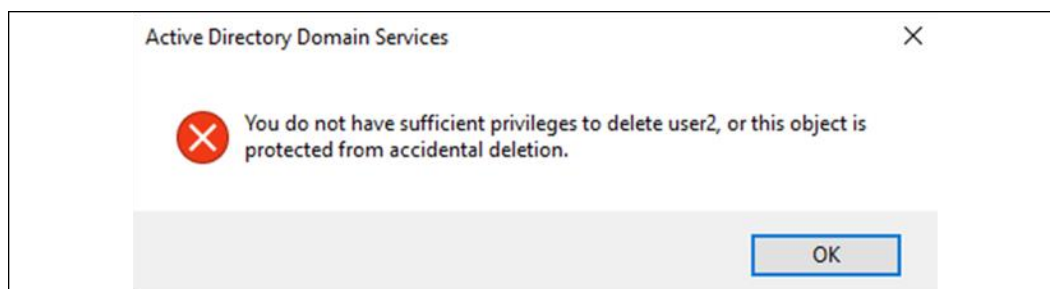 Active Directory Domain Services
You do not have sufficient privileges to delete user2, or this object is
protected from accidental deletion.
OK